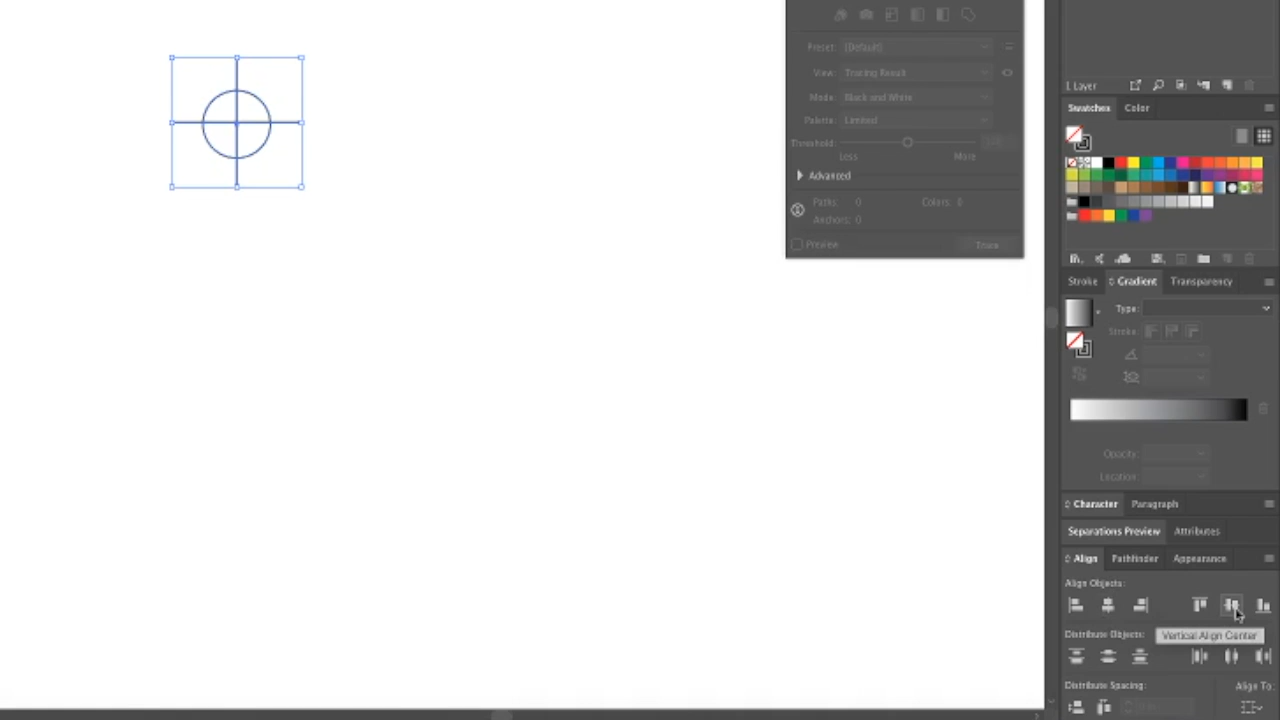 Preset: [Default]
View: Tracing Result
Mode: Black and White
Palette: Limited
Threshold:
Less More
Advanced
Paths: 0 Colors: 0
Anchors: 0
Preview Trace
1 Layer
Swatches Color
Stroke Gradient Transparency
Type:
Stroke:
Opacity:
Location:
Character Paragraph
Separations Preview Attributes
Align Pathfinder Appearance
Align Objects:
Distribute Objects:
Vertical Align Center
Distribute Spacing: Align To: